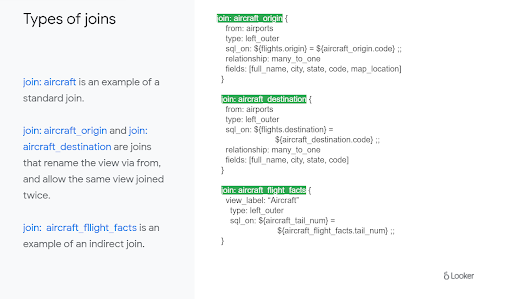 Types of joins
join: aircraft is an example of a
standard join.
join: aircraft_origin and join:
aircraft_destination are joins
that rename the view via from,
and allow the same view joined
twice.
join: aircraft_fllight_facts is an
example of an indirect join.
join: aircraft_origin {
from: airports
type: left_outer
sql_on: ${flights.origin} = ${aircraft_origin.code} ;;
relationship: many_to_one
fields: [full_name, city, state, code, map_location]
}
join: aircraft_destination {
from: airports
type: left_outer
sql_on: ${flights.destination} =
${aircraft_destination.code} ;;
relationship: many_to_one
fields: [full_name, city, state, code]
}
join: aircraft_flight_facts {
view_label: "Aircraft"
type: left_outer
sql_on: ${aircraft_tail_num} =
${aircraft_flight_facts.tail_num} ;;
}
Looker